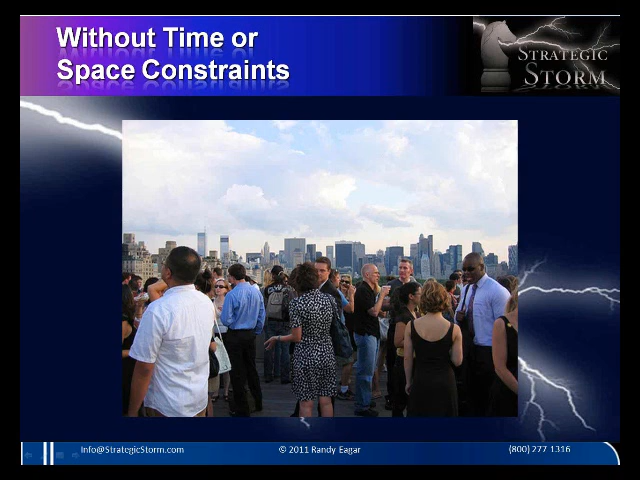 Without Time or
Space Constraints
STRATEGIC
STORM
Info@StrategicStorm.com
© 2011 Randy Eagar
(800) 277 1316